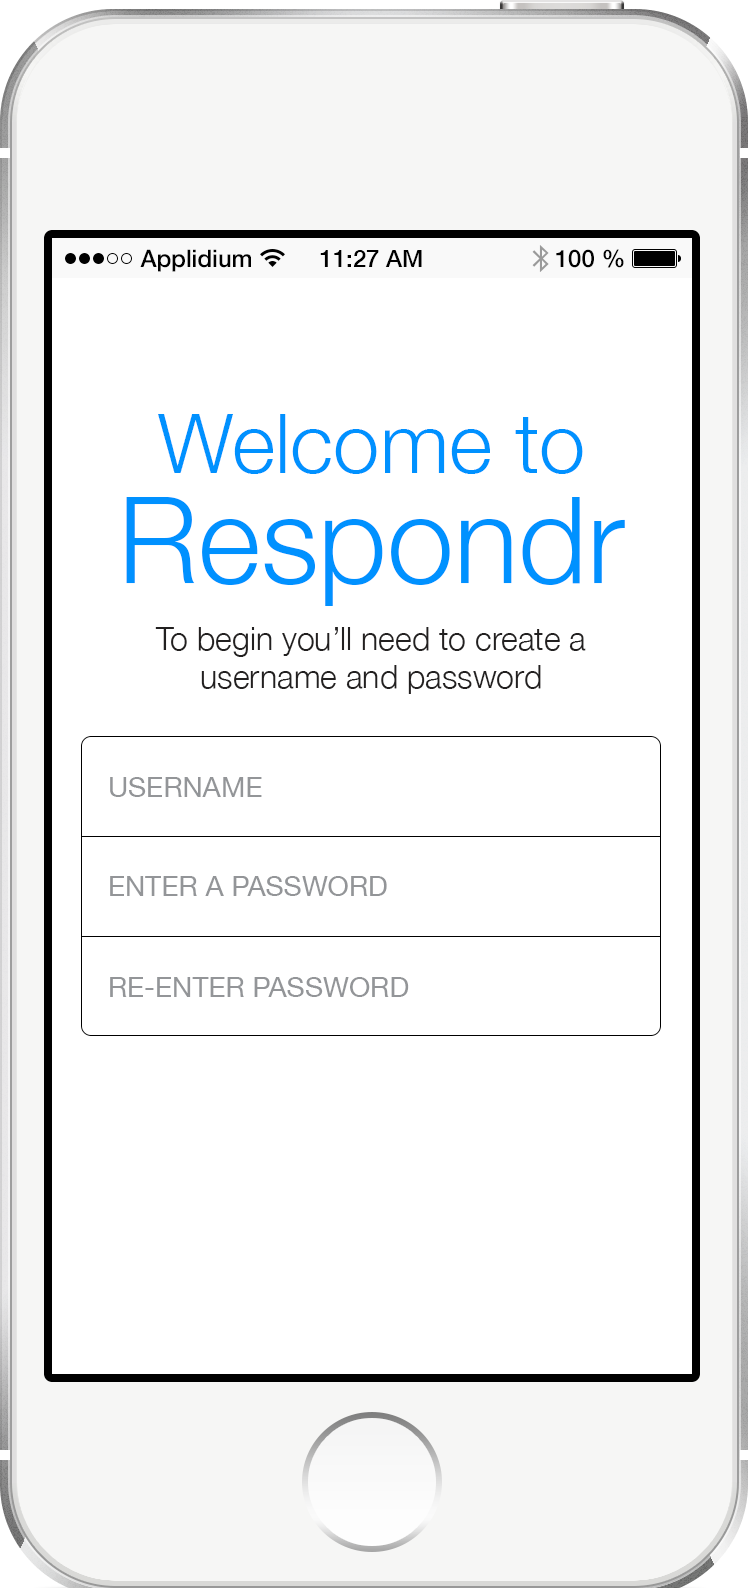 Applidium 11:27 AM 100 %
Welcome to
Respondr
To begin you’ll need to create a
username and password
USERNAME
ENTER A PASSWORD
RE-ENTER PASSWORD